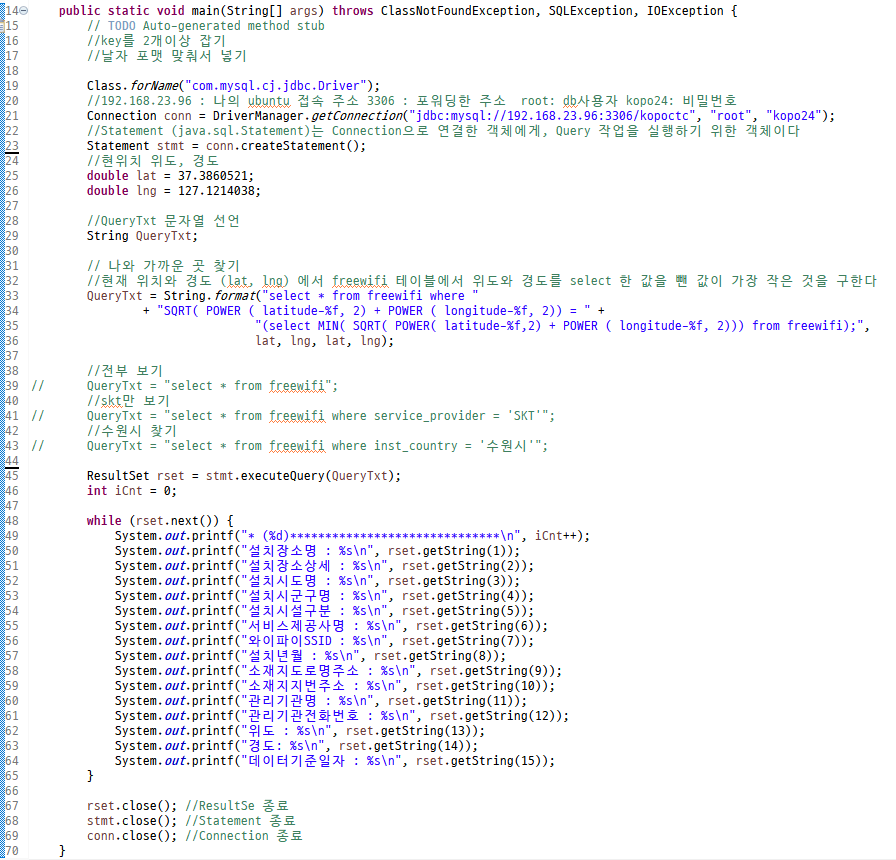 14 public static void main(String[] args) throws ClassNotFoundException, SQLException, IOException {
15 // TODO Auto-generated method stub
16 //key를 2개이상 잡기
17 //날자 포맷 맞춰서 넣기
18
19 Class.forName("com.mysql.cj.jdbc.Driver");
20 //192.168.23.96 : 나의 ubuntu 접속 주소 3306 : 포워딩한 주소  root: db사용자 kopo24: 비밀번호
21 Connection conn = DriverManager.getConnection("jdbc:mysql://192.168.23.96:3306/kopoctc", "root", "kopo24");
22 //Statement (java.sql.Statement)는 Connection으로 연결한 객체에게, Query 작업을 실행하기 위한 객체이다
23 Statement stmt = conn.createStatement();
24 //현위치 위도, 경도
25 double lat = 37.3860521;
26 double lng = 127.1214038;
27
28 //QueryTxt 문자열 선언
29 String QueryTxt;
30
31 // 나와 가까운 곳 찾기
32 //현재 위치와 경도 (lat, lng) 에서 freewifi 테이블에서 위도와 경도를 select 한 값을 뺀 값이 가장 작은 것을 구한다
33 QueryTxt = String.format("select * from freewifi where "
34 + "SQRT( POWER ( latitude-%f, 2) + POWER ( longitude-%f, 2)) = " +
35 "(select MIN( SQRT( POWER( latitude-%f,2) + POWER ( longitude-%f, 2))) from freewifi);",
36 lat, lng, lat, lng);
37
38 //전부 보기
39 // QueryTxt = "select * from freewifi";
40 //skt만 보기
41 // QueryTxt = "select * from freewifi where service_provider = 'SKT'";
42 //수원시 찾기
43 // QueryTxt = "select * from freewifi where inst_country = '수원시'";
44
45 ResultSet rset = stmt.executeQuery(QueryTxt);
46 int iCnt = 0;
47
48 while (rset.next()) {
49 System.out.printf("* (%d)******************************\n", iCnt++);
50 System.out.printf("설치장소명 : %s\n", rset.getString(1));
51 System.out.printf("설치장소상세 : %s\n", rset.getString(2));
52 System.out.printf("설치시도명 : %s\n", rset.getString(3));
53 System.out.printf("설치시군구명 : %s\n", rset.getString(4));
54 System.out.printf("설치시설구분 : %s\n", rset.getString(5));
55 System.out.printf("서비스제공사명 : %s\n", rset.getString(6));
56 System.out.printf("와이파이SSID : %s\n", rset.getString(7));
57 System.out.printf("설치년월 : %s\n", rset.getString(8));
58 System.out.printf("소재지도로명주소 : %s\n", rset.getString(9));
59 System.out.printf("소재지지번주소 : %s\n", rset.getString(10));
60 System.out.printf("관리기관명 : %s\n", rset.getString(11));
61 System.out.printf("관리기관전화번호 : %s\n", rset.getString(12));
62 System.out.printf("위도 : %s\n", rset.getString(13));
63 System.out.printf("경도: %s\n", rset.getString(14));
64 System.out.printf("데이터기준일자 : %s\n", rset.getString(15));
65 }
66
67 rset.close(); //ResultSe 종료
68 stmt.close(); //Statement 종료
69 conn.close(); //Connection 종료
70 }